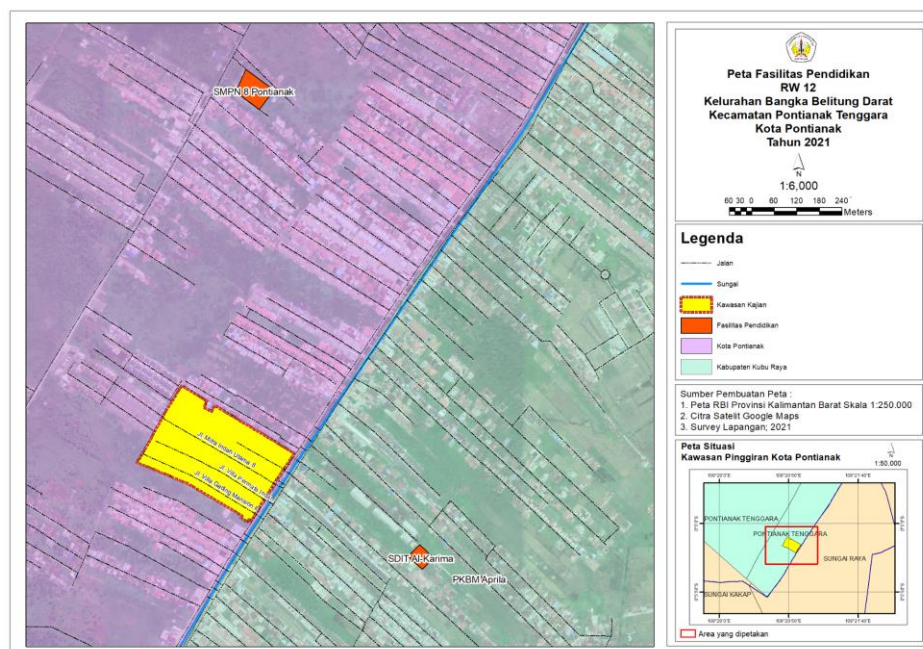 SMPN 8 Pontianak
Jl. Mitra Indah Utama 6
Jl. Villa Permata Indah
Jl. Villa Gading Mansion
SDIT Al-Karima
PKBM Aprilia
Peta Fasilitas Pendidikan
RW 12
Kelurahan Bangka Belitung Darat
Kecamatan Pontianak Tenggara
Kota Pontianak
Tahun 2021
N
1:6,000
60 30 0 60 120 180 240
Meters
Legenda
Jalan
Sungai
Kawasan Kajian
Fasilitas Pendidikan
Kota Pontianak
Kabupaten Kubu Raya
Sumber Pembuatan Peta :
1. Peta RBI Provinsi Kalimantan Barat Skala 1:250.000
2. Citra Satelit Google Maps
3. Survey Lapangan; 2021
Peta Situasi
Kawasan Pinggiran Kota Pontianak
N
1:50,000
PONTIANAK TENGGARA
PONTIANAK TENGGARA
SUNGAI RAYA
SUNGAI KAKAP
Area yang dipetakan